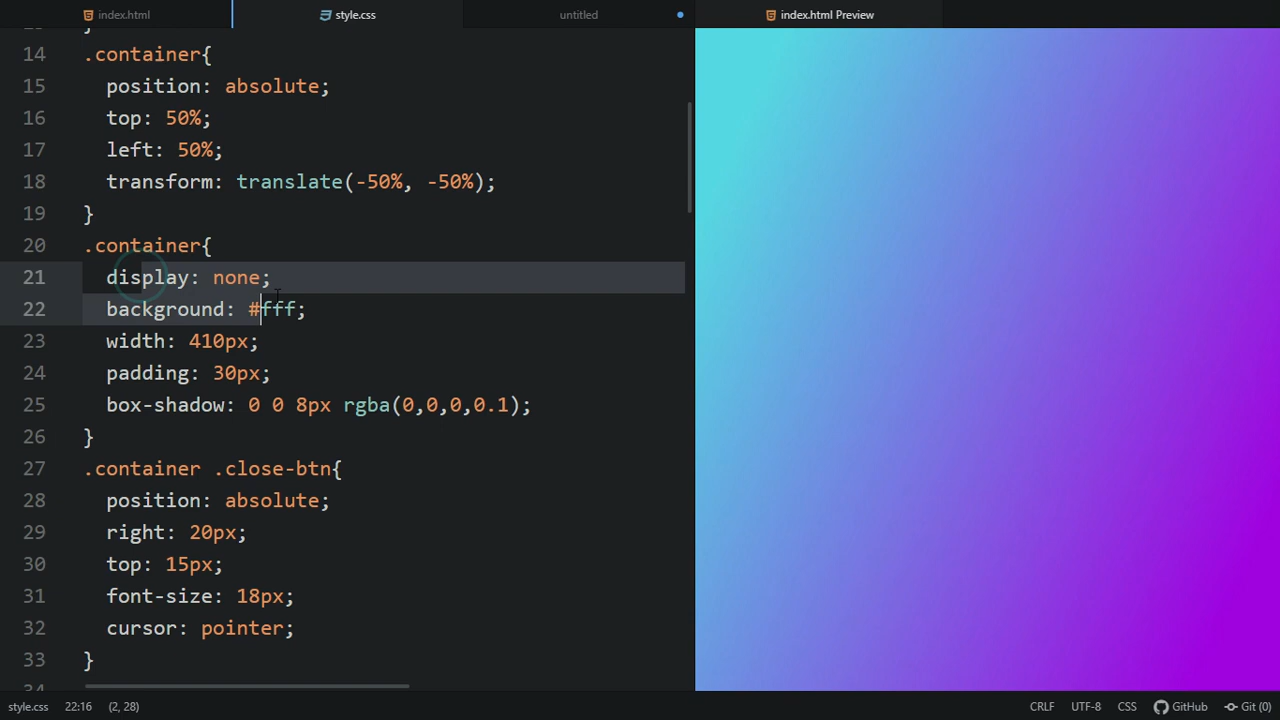 index.html
style.css
untitled
index.html Preview
14 .container{
15 position: absolute;
16 top: 50%;
17 left: 50%;
18 transform: translate(-50%, -50%);
19 }
20 .container{
21 display: none;
22 background: #fff;
23 width: 410px;
24 padding: 30px;
25 box-shadow: 0 0 8px rgba(0,0,0,0.1);
26 }
27 .container .close-btn{
28 position: absolute;
29 right: 20px;
30 top: 15px;
31 font-size: 18px;
32 cursor: pointer;
33 }
style.css 22:16 (2, 28) CRLF UTF-8 CSS GitHub Git (0)